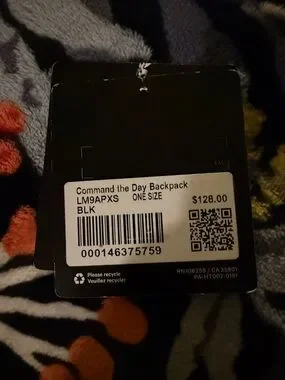 Command the Day Backpack
LM9APXS ONE SIZE $128.00
BLK
000146375759
Please recycle
Veuillez recycler